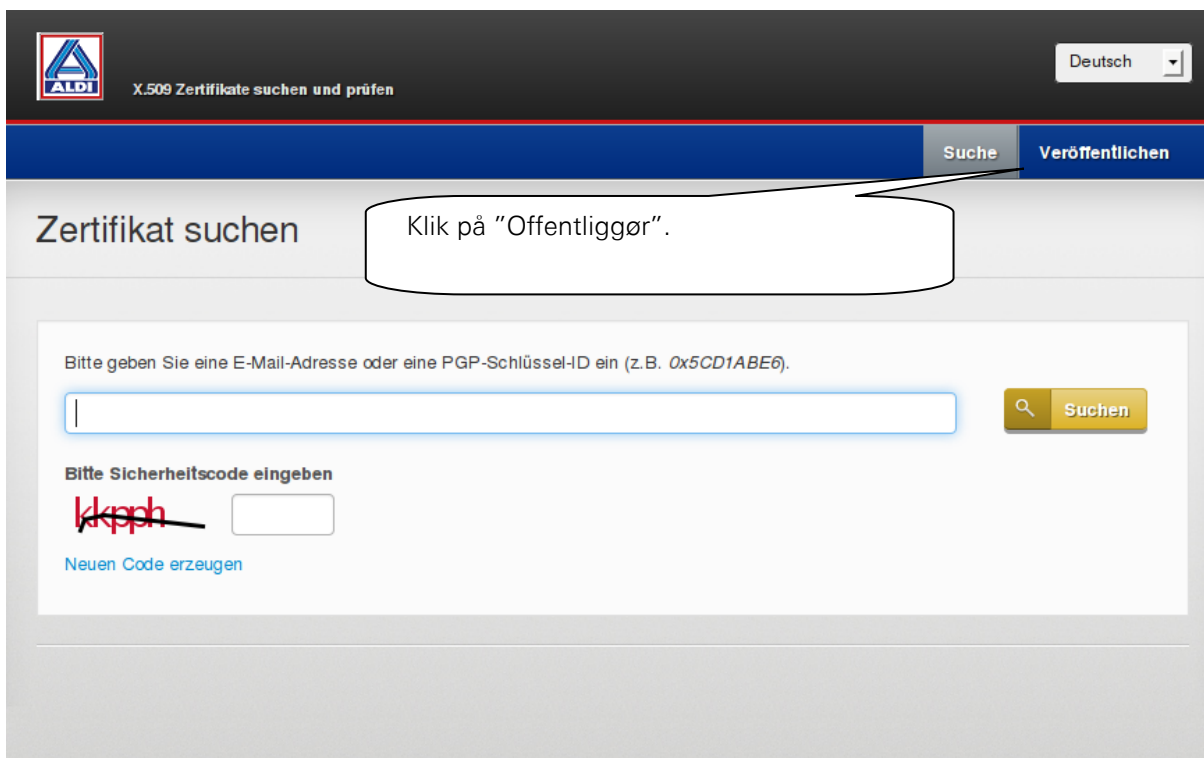 ALDI
X.509 Zertifikate suchen und prüfen
Deutsch
Suche
Veröffentlichen
Zertifikat suchen
Klik på ”Offentliggør”.
Bitte geben Sie eine E-Mail-Adresse oder eine PGP-Schlüssel-ID ein (z.B. 0x5CD1ABE6).
Suchen
Bitte Sicherheitscode eingeben
kkpph
Neuen Code erzeugen